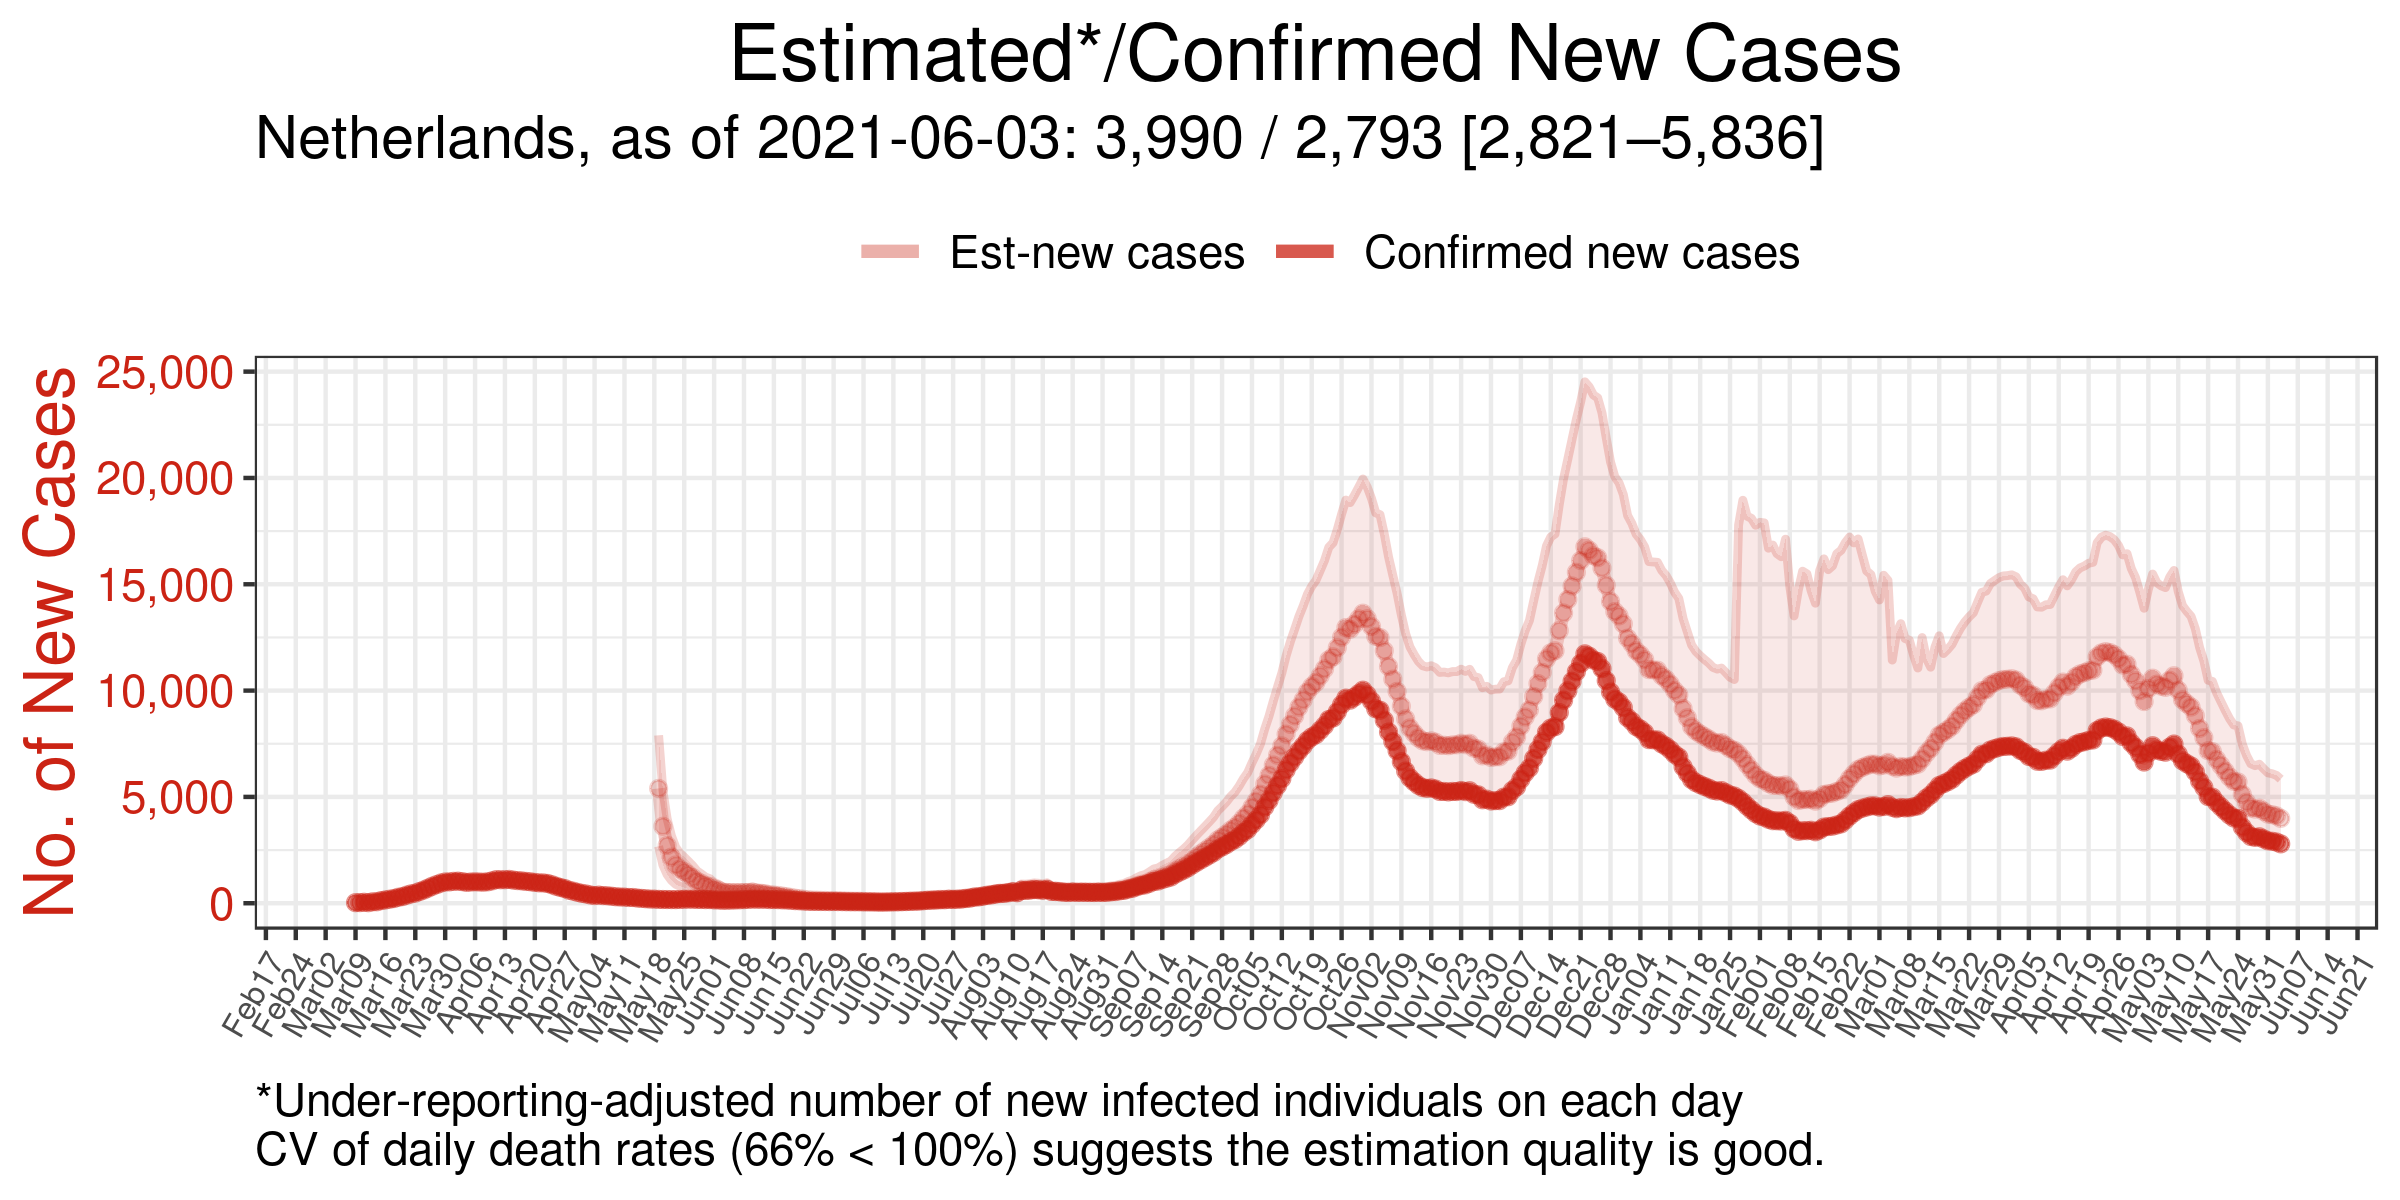 Estimated*/Confirmed New Cases
Netherlands, as of 2021-06-03: 3,990 / 2,793 [2,821–5,836]
Est-new cases
Confirmed new cases
No. of New Cases
25,000
20,000
15,000
10,000
5,000
0
Feb17
Feb24
Mar02
Mar09
Mar16
Mar23
Mar30
Apr06
Apr13
Apr20
Apr27
May04
May11
May18
May25
Jun01
Jun08
Jun15
Jun22
Jun29
Jul06
Jul13
Jul20
Jul27
Aug03
Aug10
Aug17
Aug24
Aug31
Sep07
Sep14
Sep21
Sep28
Oct05
Oct12
Oct19
Oct26
Nov02
Nov09
Nov16
Nov23
Nov30
Dec07
Dec14
Dec21
Dec28
Jan04
Jan11
Jan18
Jan25
Feb01
Feb08
Feb15
Feb22
Mar01
Mar08
Mar15
Mar22
Mar29
Apr05
Apr12
Apr19
Apr26
May03
May10
May17
May24
May31
Jun07
Jun14
Jun21
*Under-reporting-adjusted number of new infected individuals on each day
CV of daily death rates (66% < 100%) suggests the estimation quality is good.